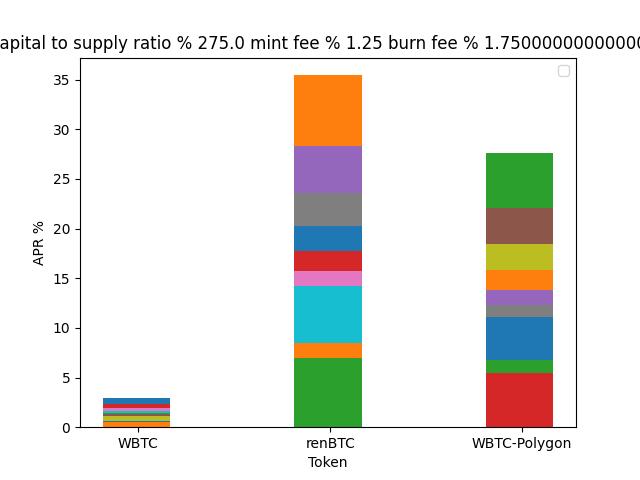 apital to supply ratio % 275.0 mint fee % 1.25 burn fee % 1.75000000000000
35
30
25
20
15
10
5
0
APR %
WBTC renBTC WBTC-Polygon
Token